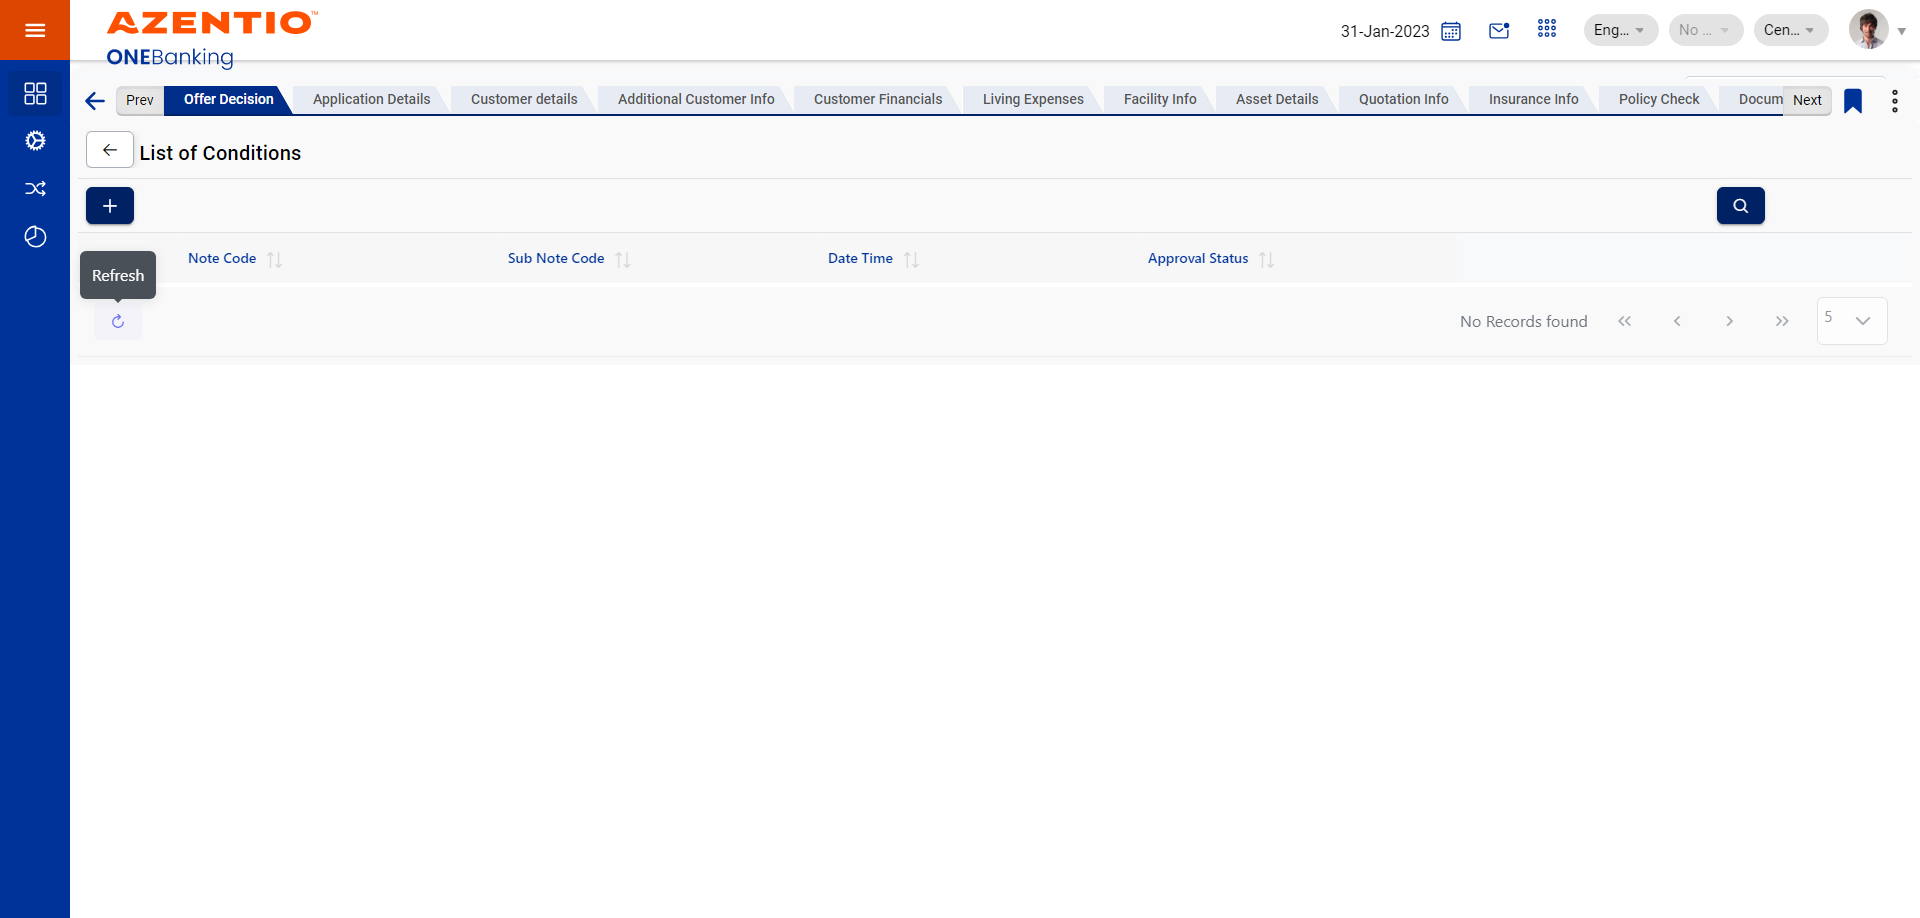 AZENTIO™
ONEBanking
31-Jan-2023
Eng...
No ...
Cen...
Prev
Offer Decision
Application Details
Customer details
Additional Customer Info
Customer Financials
Living Expenses
Facility Info
Asset Details
Quotation Info
Insurance Info
Policy Check
Docum
Next
List of Conditions
Note Code
Sub Note Code
Date Time
Approval Status
Refresh
No Records found
5